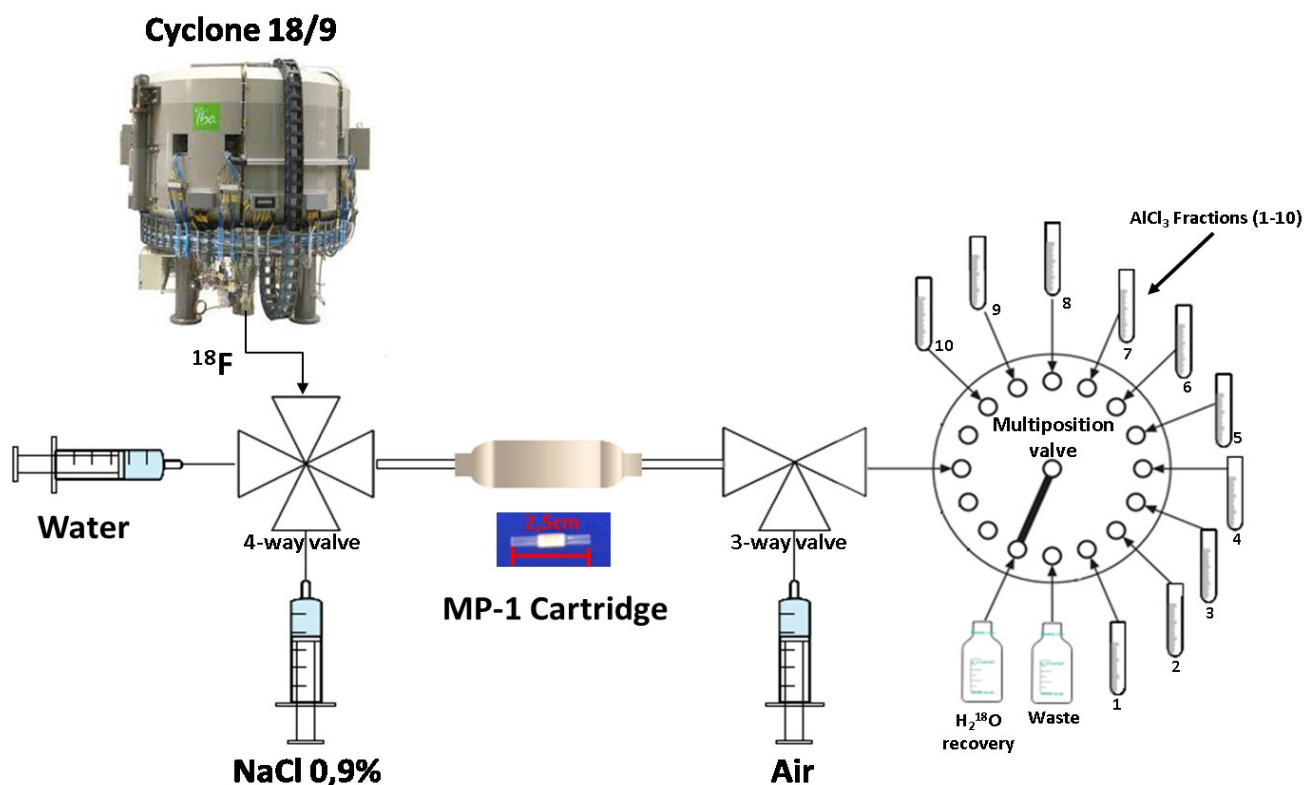 Cyclone 18/9
iba
AlCl₃ Fractions (1-10)
8
9
7
10
6
¹⁸F
Multiposition
valve
5
Water
4-way valve
2,5cm
3-way valve
4
MP-1 Cartridge
3
2
1
H₂¹⁸O
recovery
Waste
NaCl 0,9%
Air